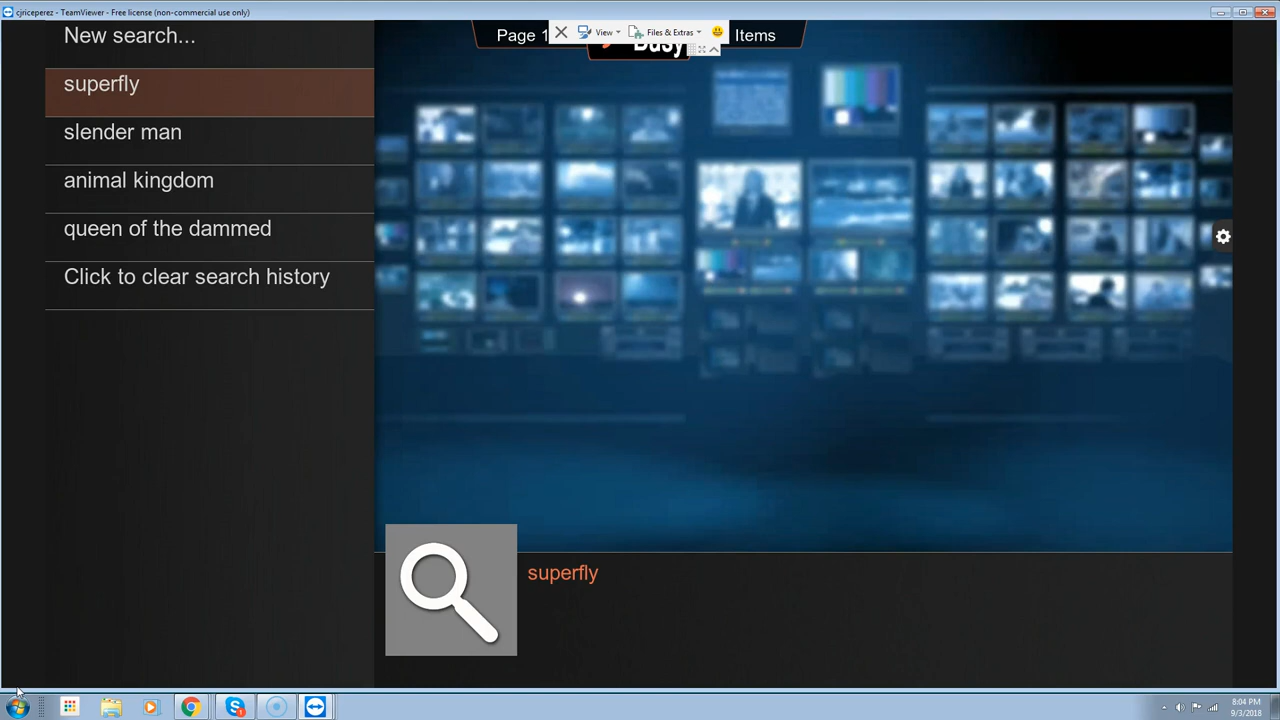 cjriceperez - TeamViewer - Free license (non-commercial use only)
View
Files & Extras
Page 1
Busy
Items
New search...
superfly
slender man
animal kingdom
queen of the dammed
Click to clear search history
superfly
8:04 PM
9/3/2018